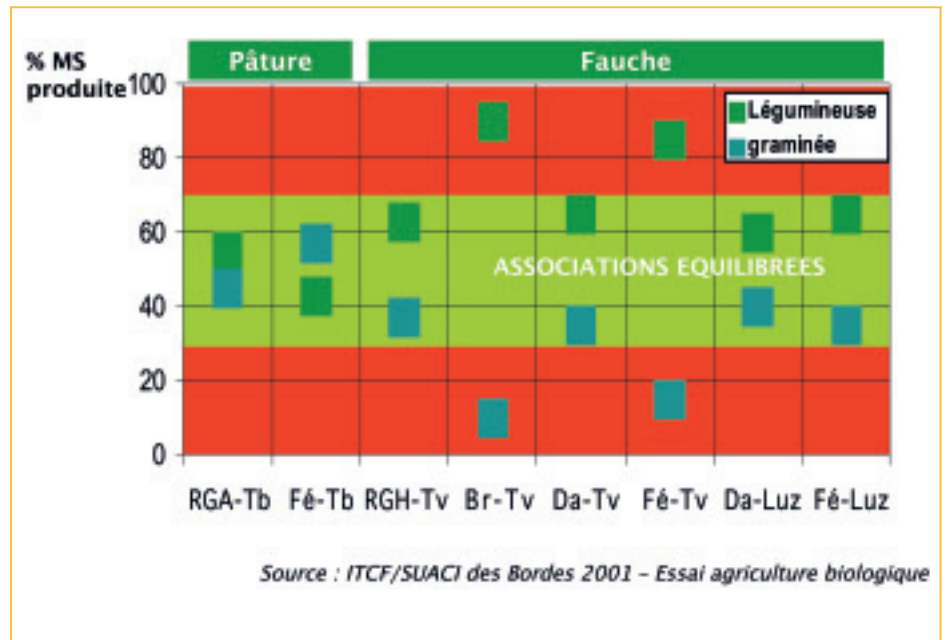 % MS
produite
Pâture
Fauche
100
80
60
40
20
0
Légumineuse
graminée
ASSOCIATIONS EQUILIBREES
RGA-Tb Fé-Tb RGH-Tv Br-Tv Da-Tv Fé-Tv Da-Luz Fé-Luz
Source : ITCF/SUACI des Bordes 2001 – Essai agriculture biologique